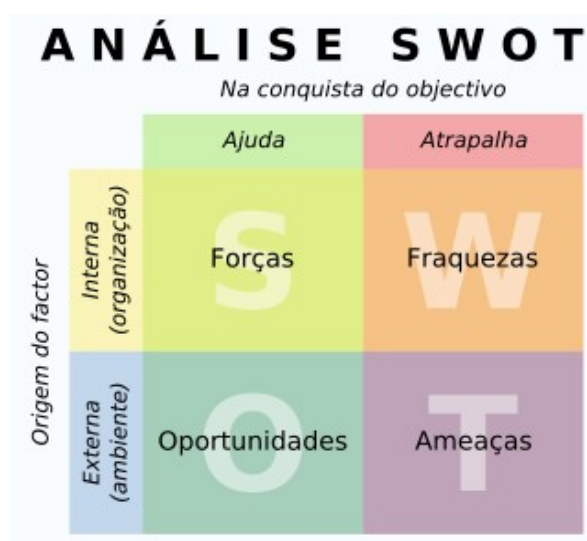 ANÁLISE SWOT
Na conquista do objectivo
Ajuda
Atrapalha
Origem do factor
Interna
(organização)
S
Forças
W
Fraquezas
Externa
(ambiente)
O
Oportunidades
T
Ameaças